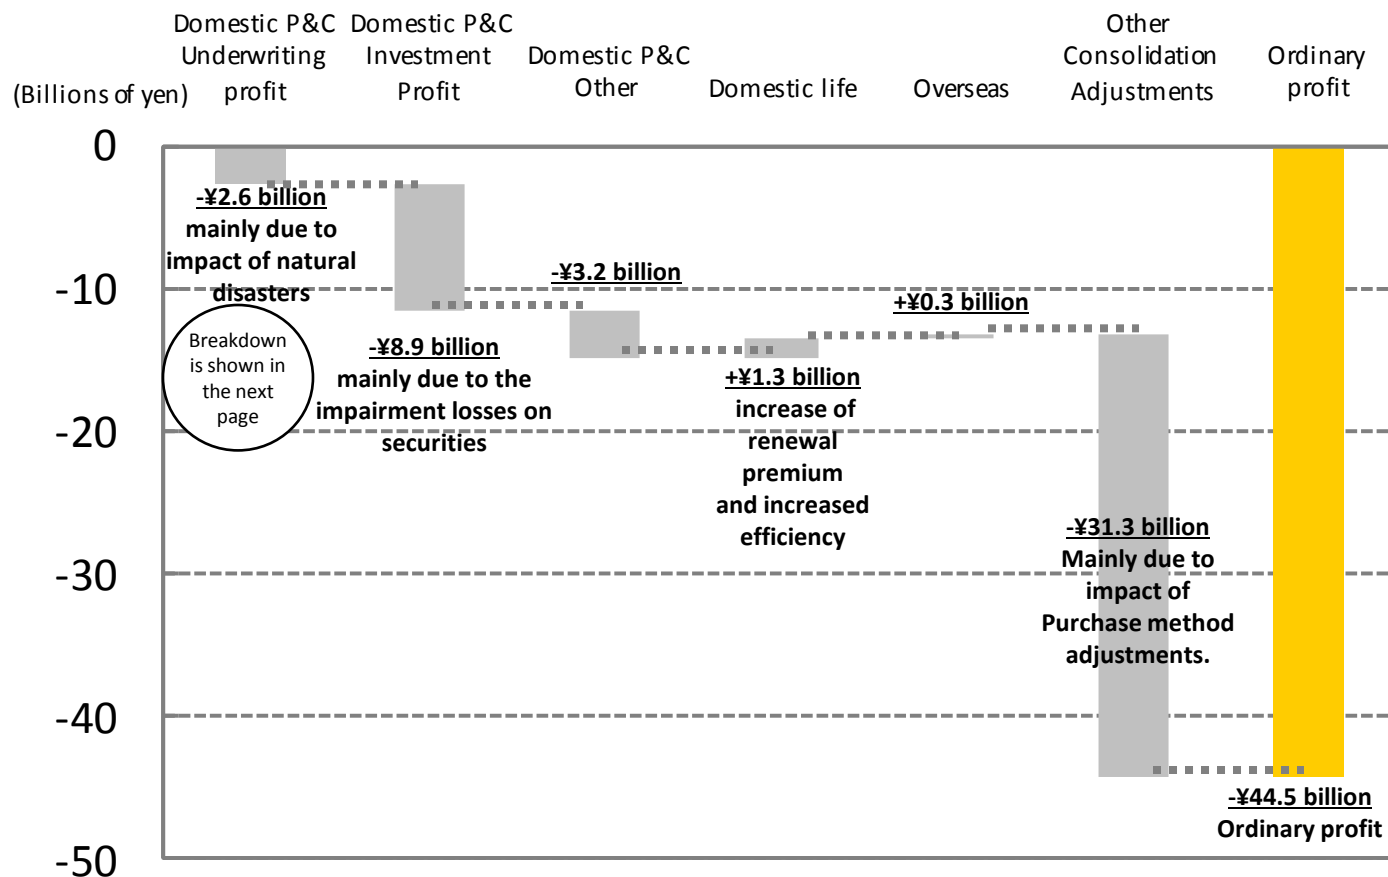 Domestic P&C
Underwriting
profit
Domestic P&C
Investment
Profit
Domestic P&C
Other
Domestic life
Overseas
Other
Consolidation
Adjustments
Ordinary
profit
(Billions of yen)
0
-10
-20
-30
-40
-50
-¥2.6 billion
mainly due to
impact of natural
disasters
Breakdown
is shown in
the next
page
-¥8.9 billion
mainly due to the
impairment losses on
securities
-¥3.2 billion
+¥1.3 billion
increase of
renewal
premium
and increased
efficiency
+¥0.3 billion
-¥31.3 billion
Mainly due to
impact of
Purchase method
adjustments.
-¥44.5 billion
Ordinary profit